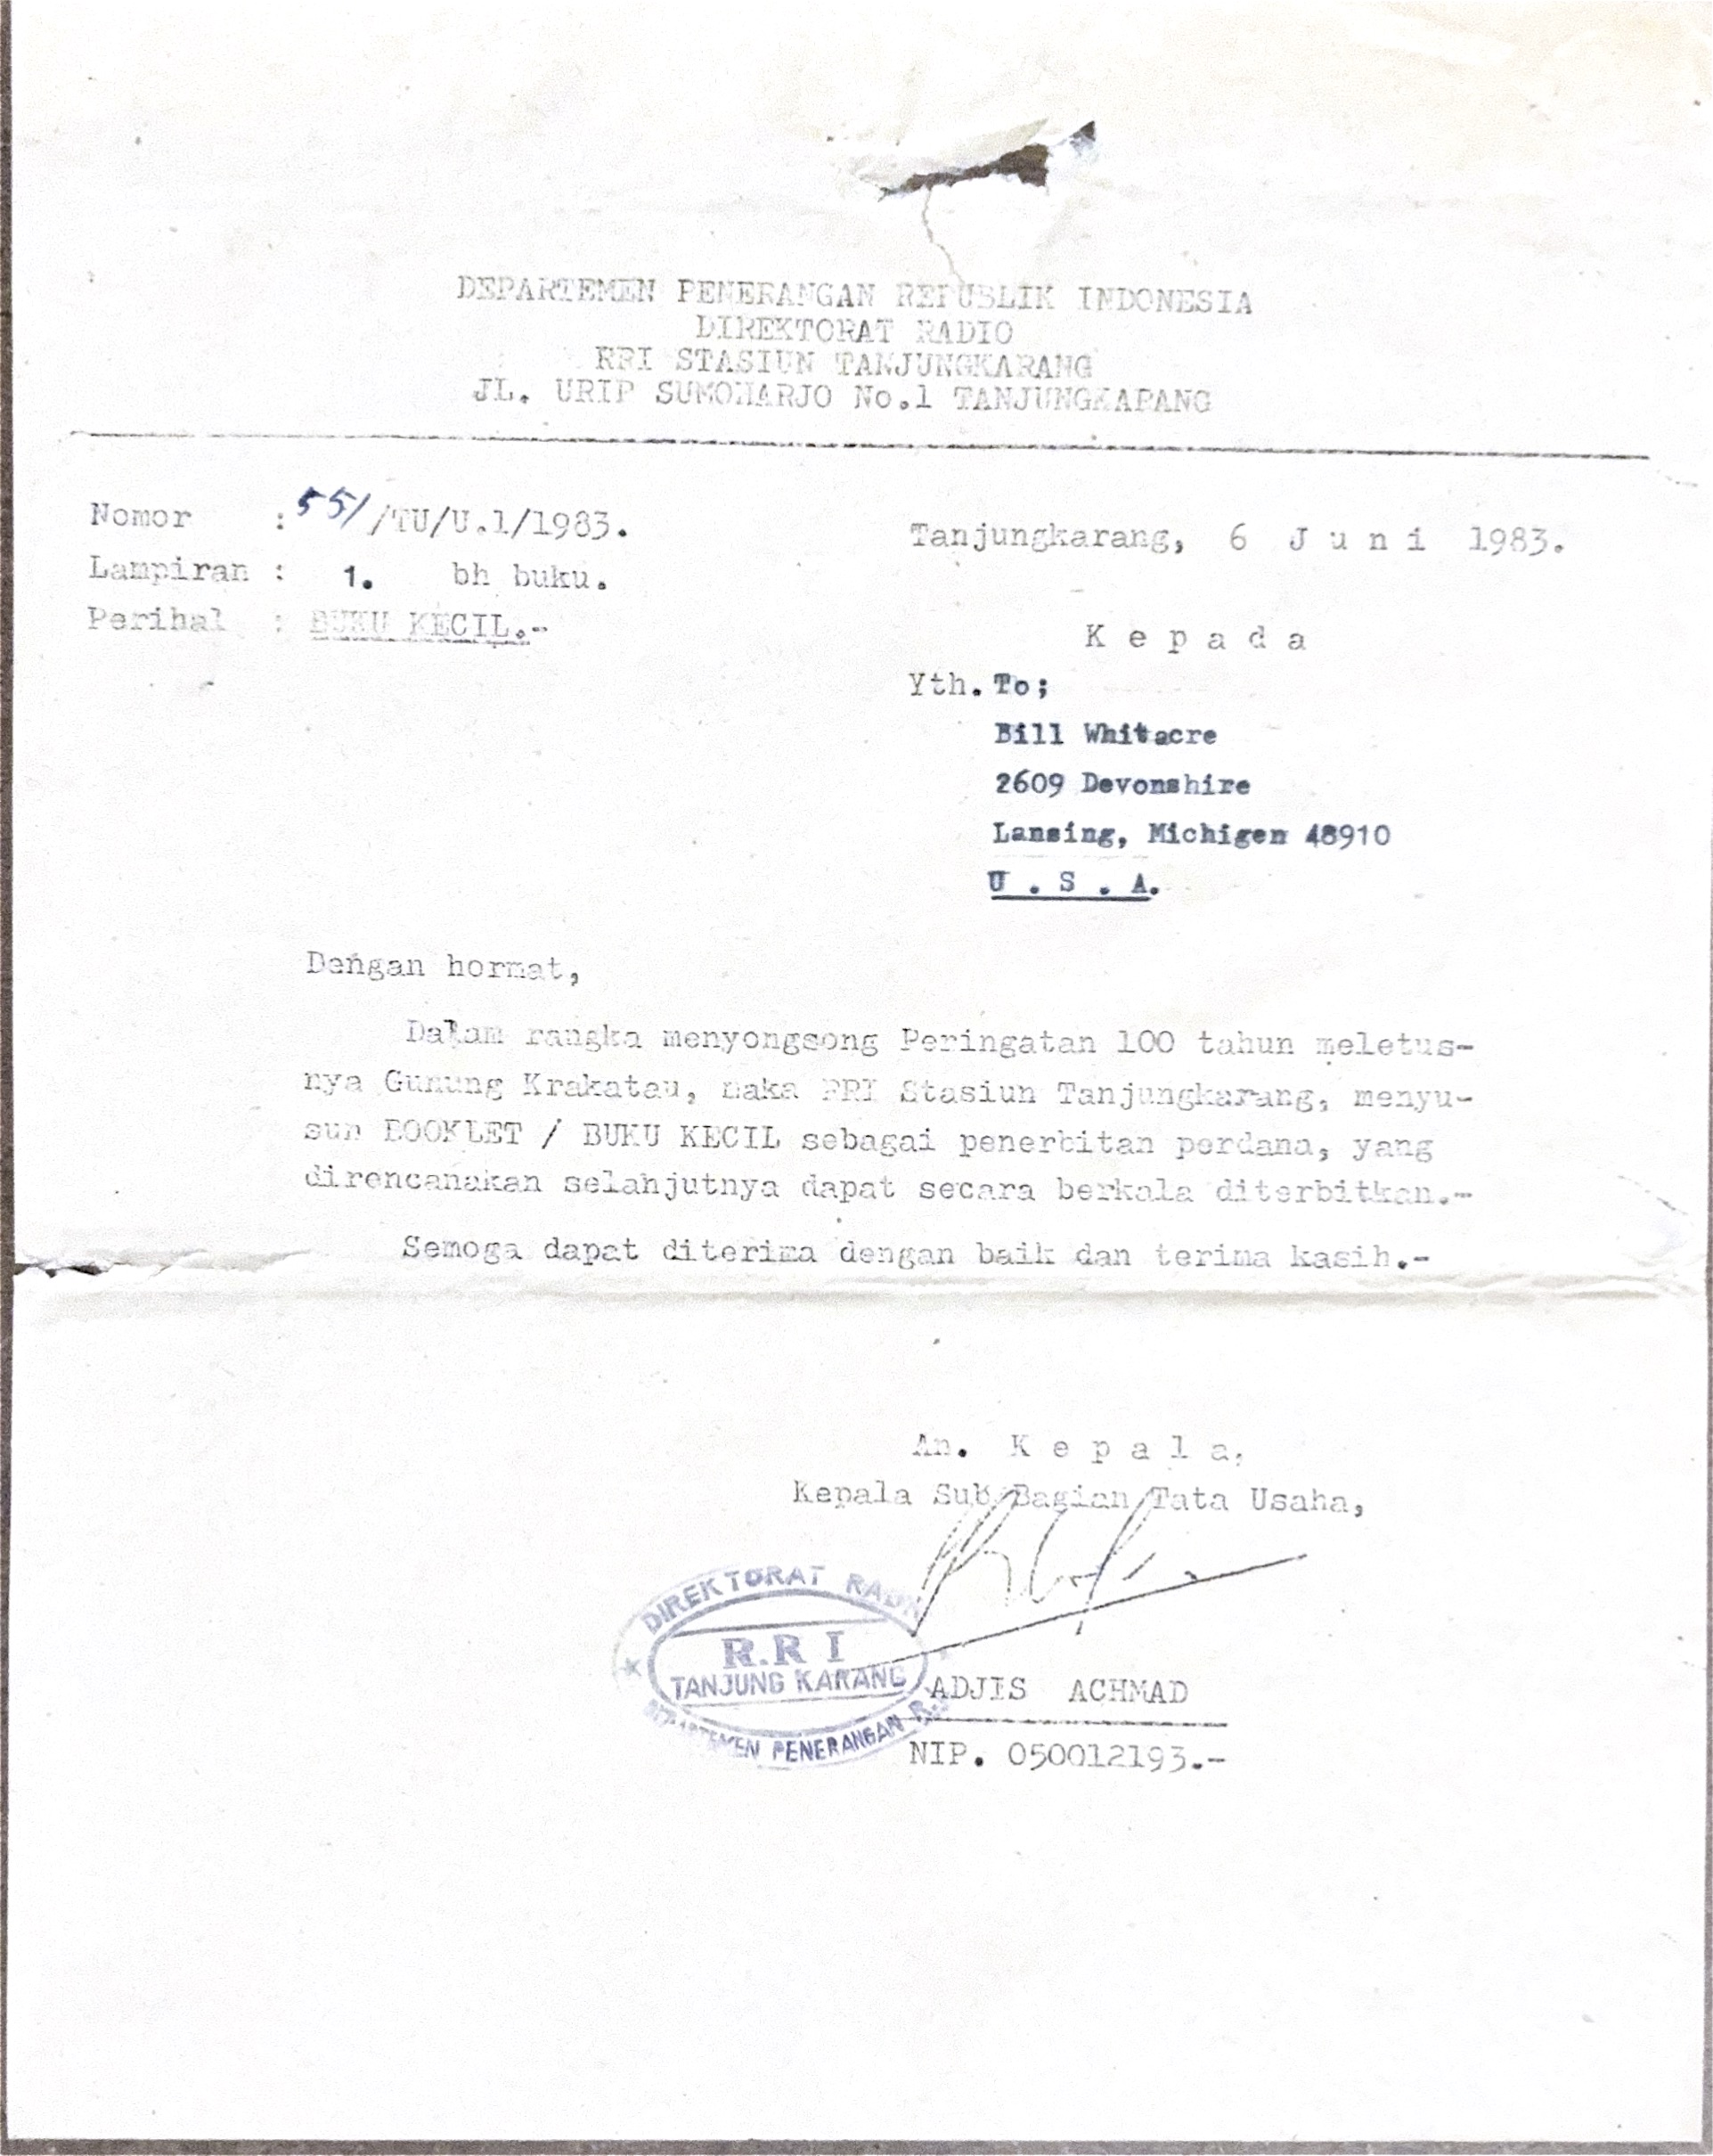 DEPARTEMEN PENERANGAN REPUBLIK INDONESIA
DIREKTORAT RADIO
RRI STASIUN TANJUNGKARANG
JL. URIP SUMOHARJO No.1 TANJUNGKARANG
Nomor : 551/TU/U.1/1983.
Tanjungkarang, 6 J u n i 1983.
Lampiran : 1. bh buku.
Perihal : BUKU KECIL.-
K e p a d a
Yth. To;
Bill Whitacre
2609 Devonshire
Lansing, Michigen 48910
U . S . A.
Dengan hormat,
Dalam rangka menyongsong Peringatan 100 tahun meletus-
nya Gunung Krakatau, maka RRI Stasiun Tanjungkarang, menyu-
sun BOOKLET / BUKU KECIL sebagai penerbitan perdana, yang
direncanakan selahjutnya dapat secara berkala diterbitkan.-
Semoga dapat diterima dengan baik dan terima kasih.-
An. K e p a l a,
Kepala Sub Bagian Tata Usaha,
DIREKTORAT RADIO
R.R I
TANJUNG KARANG
DEPARTEMEN PENERANGAN R.I
ADJIS ACHMAD
NIP. 050012193.-